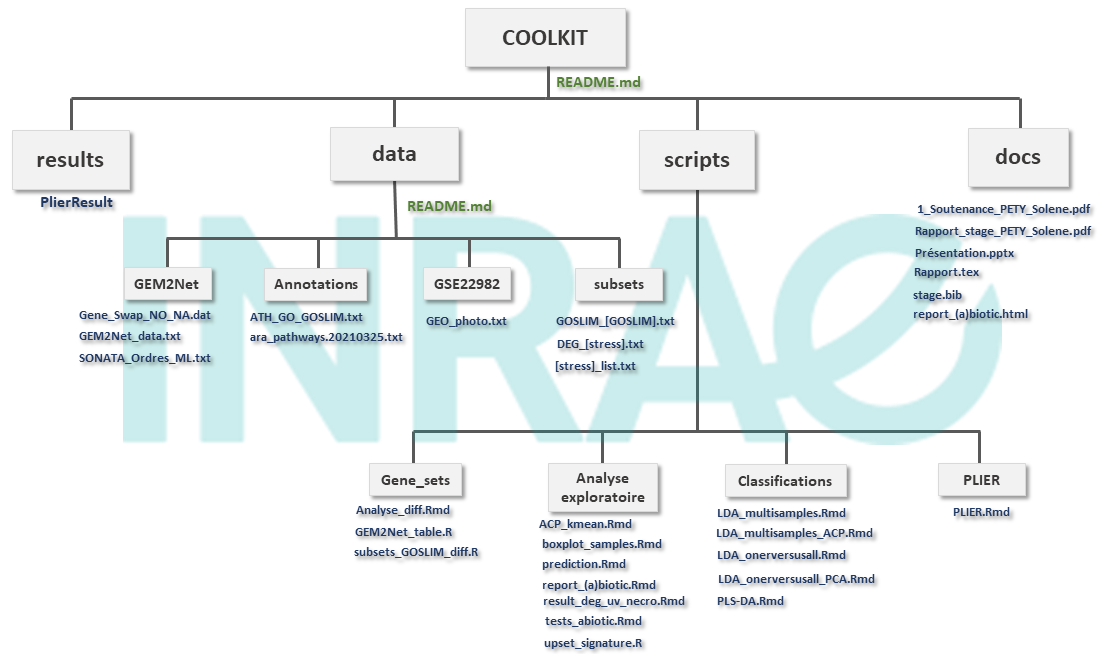 COOLKIT
README.md
results
PlierResult
data
README.md
GEM2Net
Gene_Swap_NO_NA.dat
GEM2Net_data.txt
SONATA_Ordres_ML.txt
Annotations
ATH_GO_GOSLIM.txt
ara_pathways.20210325.txt
GSE22982
GEO_photo.txt
subsets
GOSLIM_[GOSLIM].txt
DEG_[stress].txt
[stress]_list.txt
scripts
Gene_sets
Analyse_diff.Rmd
GEM2Net_table.R
subsets_GOSLIM_diff.R
Analyse
exploratoire
ACP_kmean.Rmd
boxplot_samples.Rmd
prediction.Rmd
report_(a)biotic.Rmd
result_deg_uv_necro.Rmd
tests_abiotic.Rmd
upset_signature.R
Classifications
LDA_multisamples.Rmd
LDA_multisamples_ACP.Rmd
LDA_onerversusall.Rmd
LDA_onerversusall_PCA.Rmd
PLS-DA.Rmd
PLIER
PLIER.Rmd
docs
1_Soutenance_PETY_Solene.pdf
Rapport_stage_PETY_Solene.pdf
Présentation.pptx
Rapport.tex
stage.bib
report_(a)biotic.html
INRAE